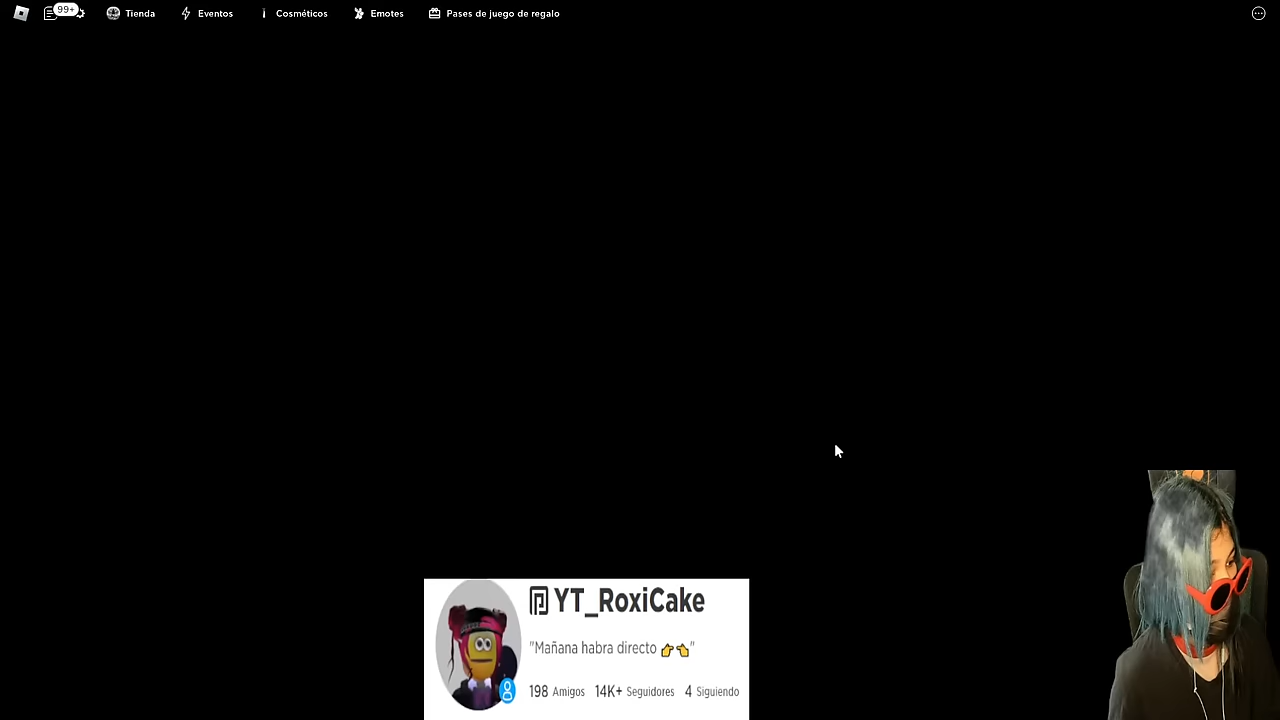 99+
Tienda
Eventos
Cosméticos
Emotes
Pases de juego de regalo
YT_RoxiCake
"Mañana habra directo 👉👈"
198 Amigos 14K+ Seguidores 4 Siguiendo